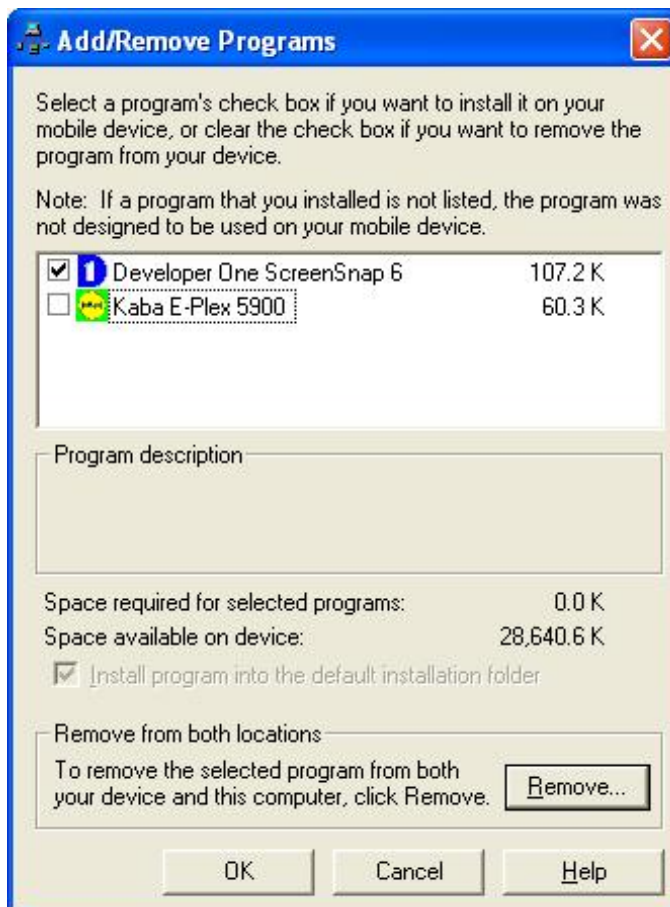 Add/Remove Programs
Select a program's check box if you want to install it on your
mobile device, or clear the check box if you want to remove the
program from your device.
Note: If a program that you installed is not listed, the program was
not designed to be used on your mobile device.
Developer One ScreenSnap 6 107.2 K
Kaba E-Plex 5900 60.3 K
Program description
Space required for selected programs: 0.0 K
Space available on device: 28,640.6 K
Install program into the default installation folder
Remove from both locations
To remove the selected program from both
your device and this computer, click Remove.
Remove...
OK Cancel Help